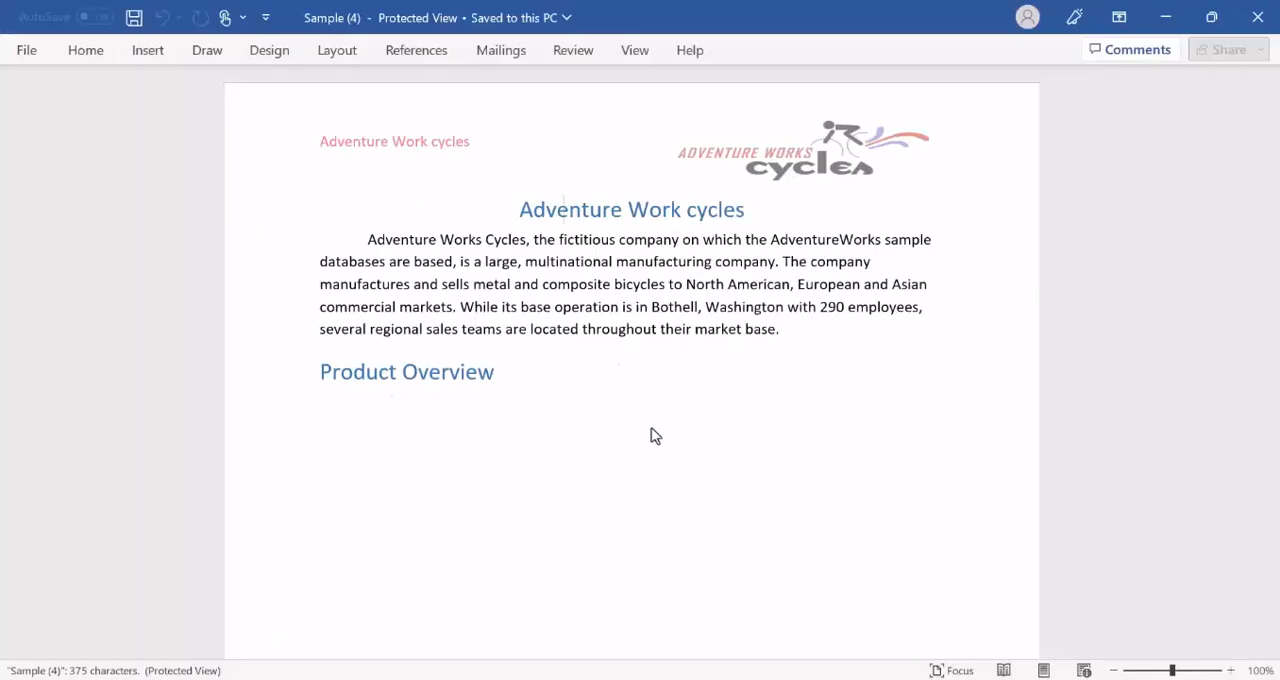 AutoSave Off Sample (4) - Protected View • Saved to this PC
File Home Insert Draw Design Layout References Mailings Review View Help Comments Share
Adventure Work cycles
ADVENTURE WORKS
cycles
Adventure Work cycles
Adventure Works Cycles, the fictitious company on which the AdventureWorks sample
databases are based, is a large, multinational manufacturing company. The company
manufactures and sells metal and composite bicycles to North American, European and Asian
commercial markets. While its base operation is in Bothell, Washington with 290 employees,
several regional sales teams are located throughout their market base.
Product Overview
"Sample (4)": 375 characters. (Protected View) Focus 100%